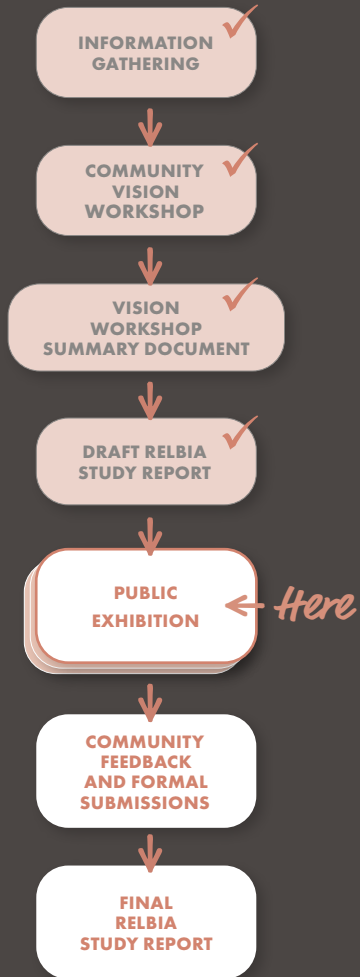 INFORMATION
GATHERING
COMMUNITY
VISION
WORKSHOP
VISION
WORKSHOP
SUMMARY DOCUMENT
DRAFT RELBIA
STUDY REPORT
PUBLIC
EXHIBITION
Here
COMMUNITY
FEEDBACK
AND FORMAL
SUBMISSIONS
FINAL
RELBIA
STUDY REPORT